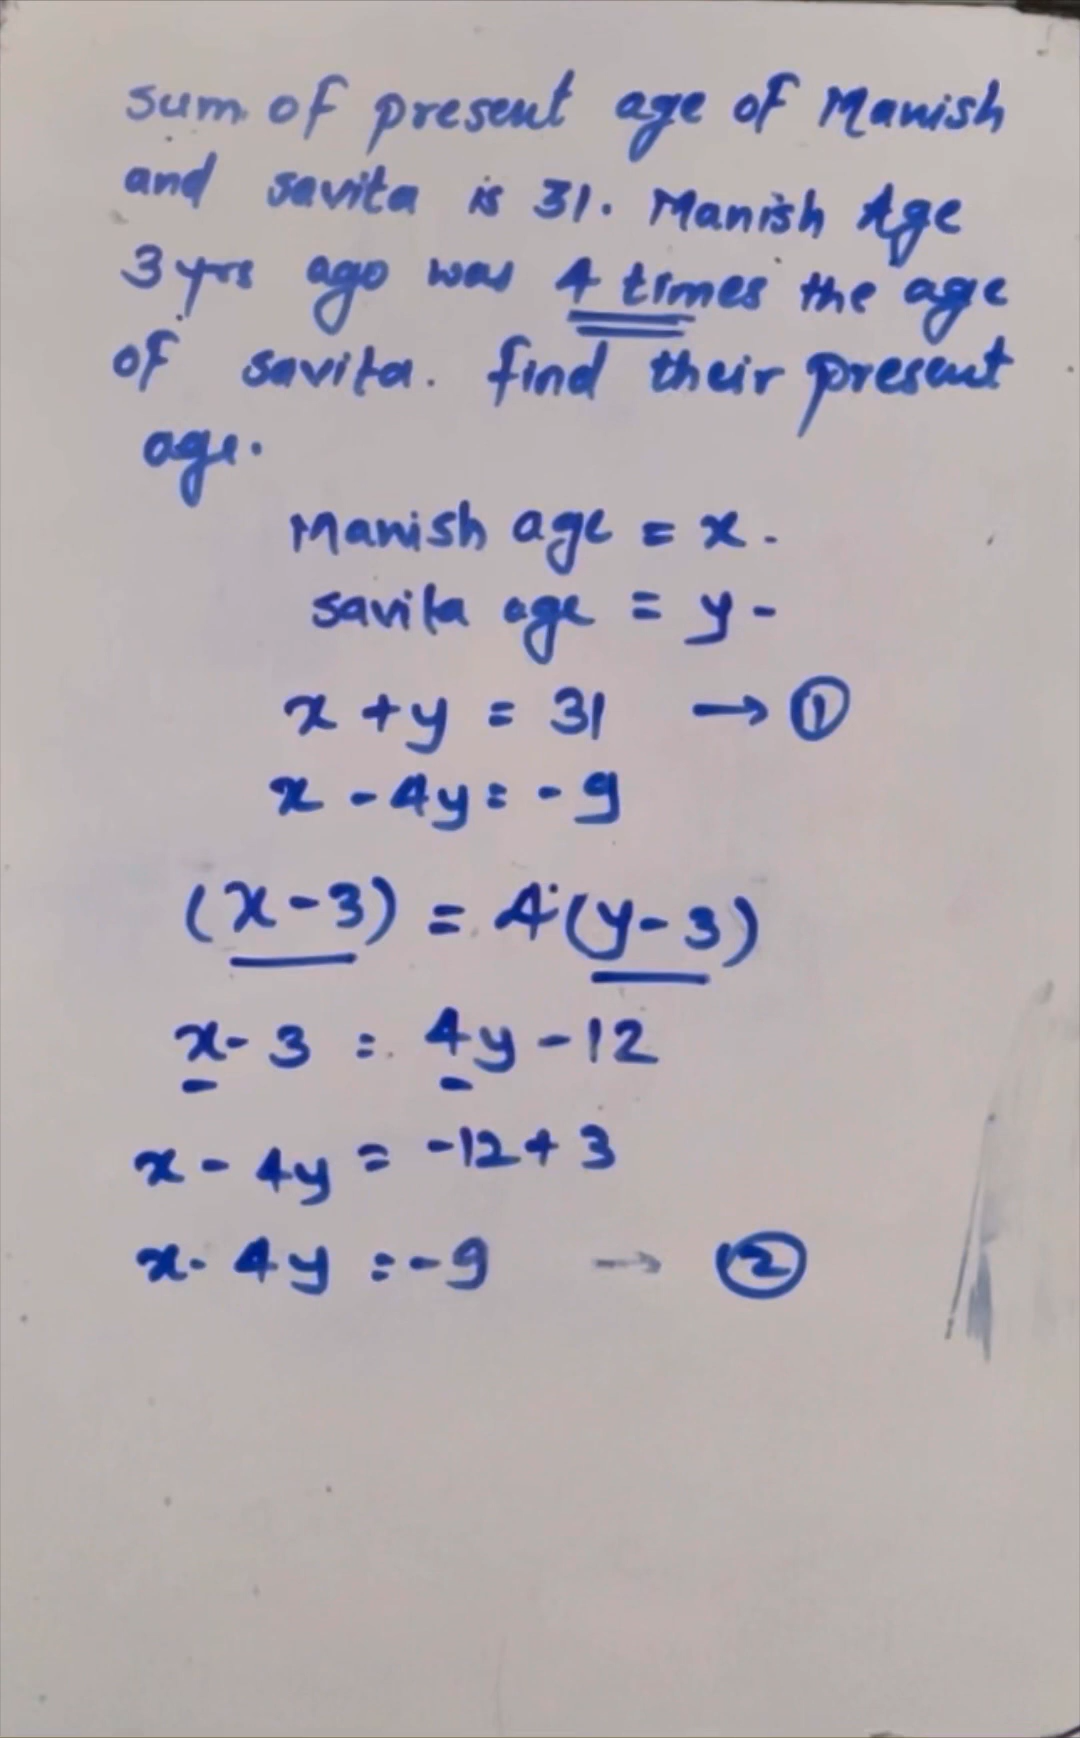 sum of present age of Manish
and savita is 31. Manish Age
3 yrs ago was 4 times the age
of savita. find their present
age.
Manish age = x -
savita age = y -
x + y = 31 → ①
x - 4y = - 9
(x - 3) = 4(y - 3)
x - 3 = 4y - 12
x - 4y = -12 + 3
x - 4y = - 9 → ②